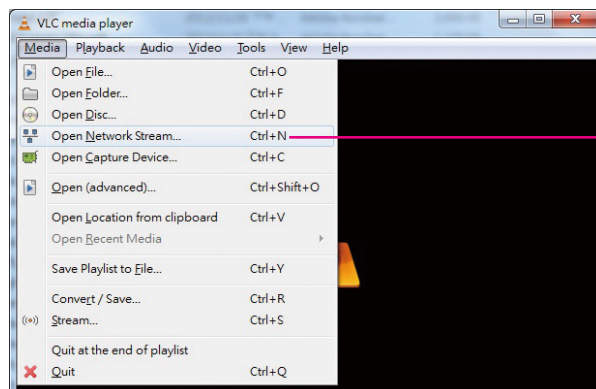 VLC media player
Media Playback Audio Video Tools View Help
Open File... Ctrl+O
Open Folder... Ctrl+F
Open Disc... Ctrl+D
Open Network Stream... Ctrl+N
Open Capture Device... Ctrl+C
Open (advanced)... Ctrl+Shift+O
Open Location from clipboard Ctrl+V
Open Recent Media
Save Playlist to File... Ctrl+Y
Convert / Save... Ctrl+R
Stream... Ctrl+S
Quit at the end of playlist
Quit Ctrl+Q